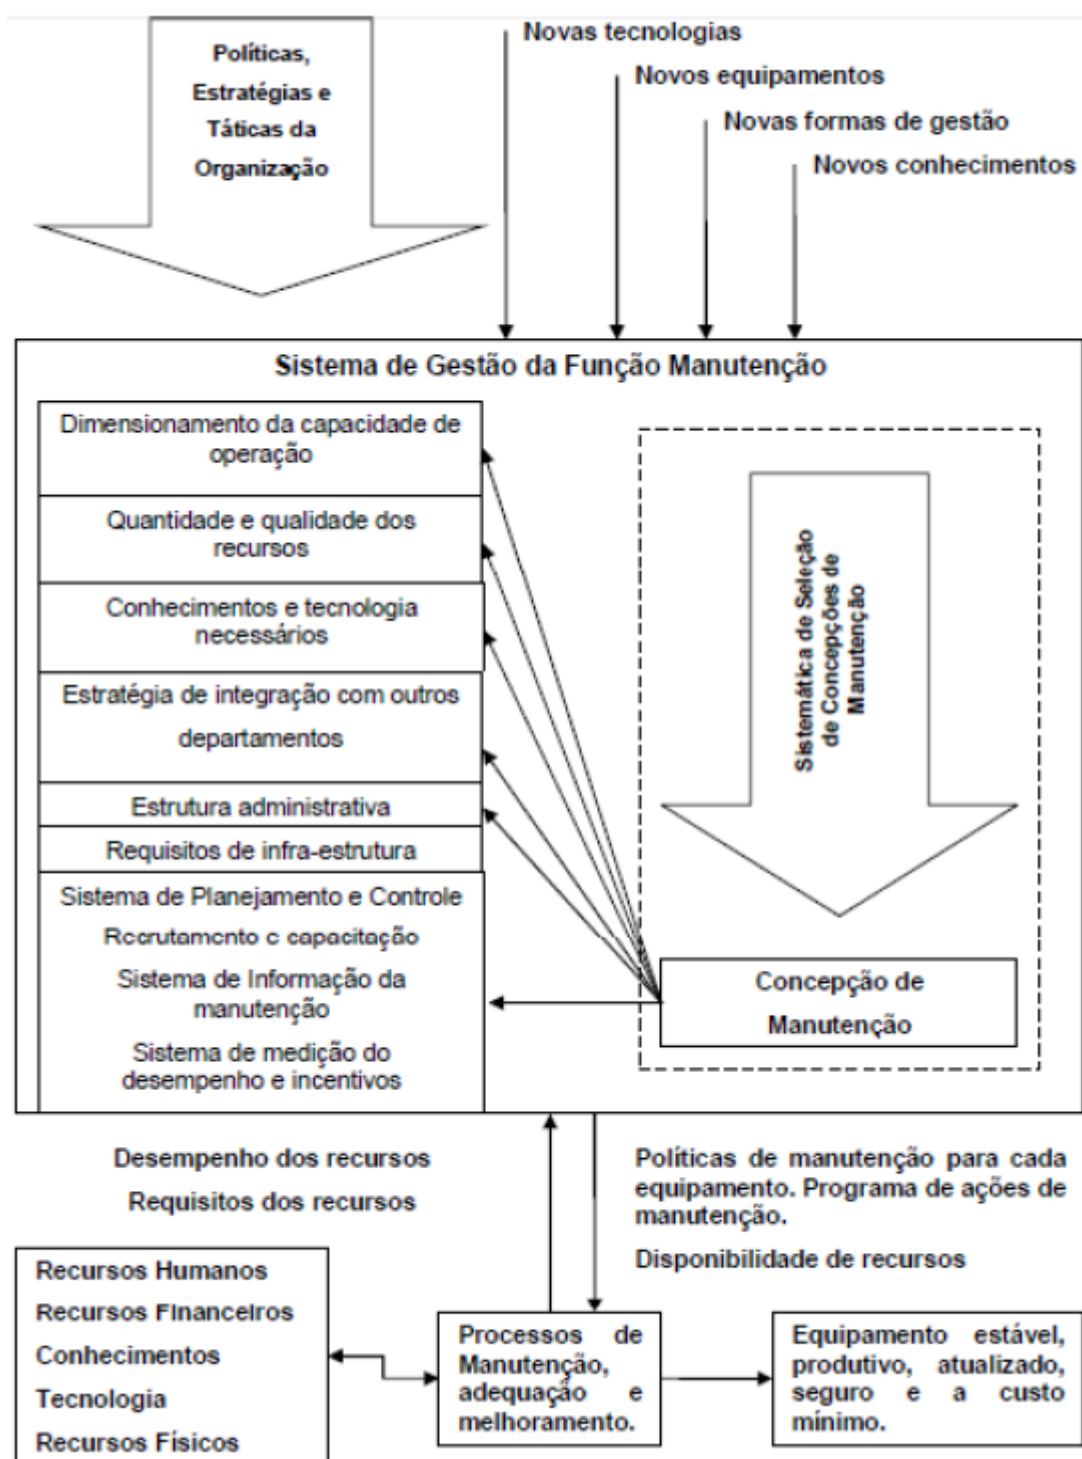 Políticas,
Estratégias e
Táticas da
Organização
Novas tecnologias
Novos equipamentos
Novas formas de gestão
Novos conhecimentos
Sistema de Gestão da Função Manutenção
Dimensionamento da capacidade de
operação
Quantidade e qualidade dos
recursos
Conhecimentos e tecnologia
necessários
Estratégia de integração com outros
departamentos
Estrutura administrativa
Requisitos de infra-estrutura
Sistema de Planejamento e Controle
Recrutamento e capacitação
Sistema de Informação da
manutenção
Sistema de medição do
desempenho e incentivos
Sistemática de Seleção
de Concepções de
Manutenção
Concepção de
Manutenção
Desempenho dos recursos
Requisitos dos recursos
Políticas de manutenção para cada
equipamento. Programa de ações de
manutenção.
Disponibilidade de recursos
Recursos Humanos
Recursos Financeiros
Conhecimentos
Tecnologia
Recursos Físicos
Processos de
Manutenção,
adequação e
melhoramento.
Equipamento estável,
produtivo, atualizado,
seguro e a custo
mínimo.